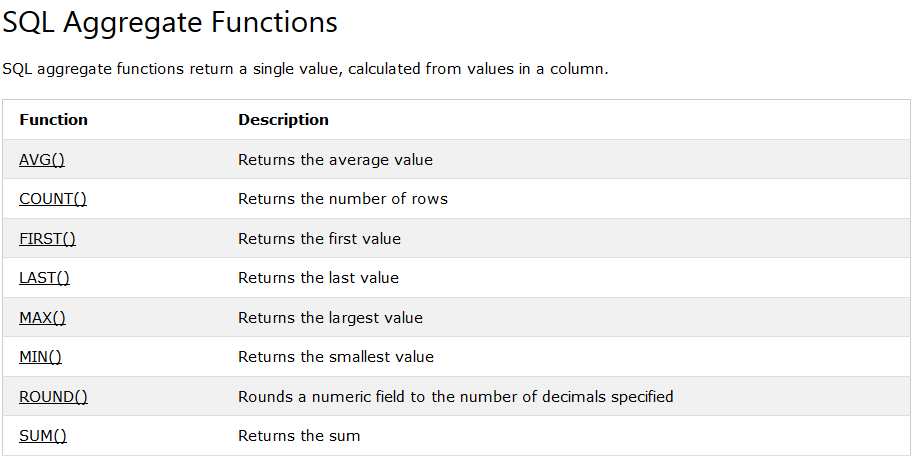 SQL Aggregate Functions
SQL aggregate functions return a single value, calculated from values in a column.
Function Description
AVG() Returns the average value
COUNT() Returns the number of rows
FIRST() Returns the first value
LAST() Returns the last value
MAX() Returns the largest value
MIN() Returns the smallest value
ROUND() Rounds a numeric field to the number of decimals specified
SUM() Returns the sum